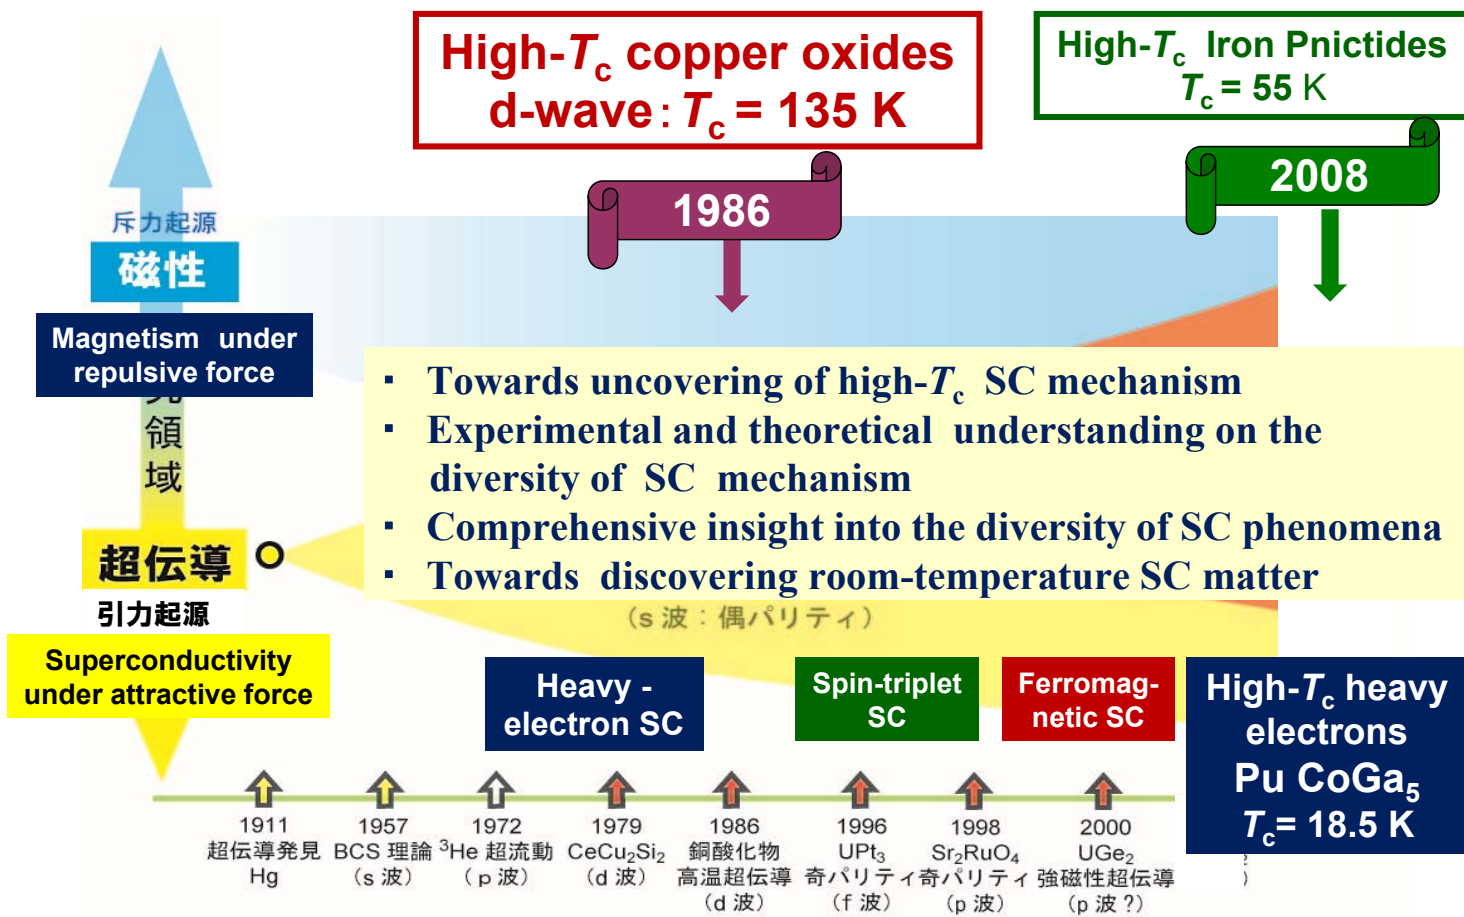 High-Tc copper oxides
d-wave：Tc = 135 K
High-Tc Iron Pnictides
Tc = 55 K
1986
2008
斥力起源
磁性
Magnetism under
repulsive force
領
域
超伝導
引力起源
Superconductivity
under attractive force
・ Towards uncovering of high-Tc SC mechanism
・ Experimental and theoretical understanding on the
diversity of SC mechanism
・ Comprehensive insight into the diversity of SC phenomena
・ Towards discovering room-temperature SC matter
（s 波：偶パリティ）
Heavy -
electron SC
Spin-triplet
SC
Ferromag-
netic SC
High-Tc heavy
electrons
Pu CoGa5
Tc= 18.5 K
1911
超伝導発見
Hg
1957
BCS 理論
（s 波）
1972
3He 超流動
（p 波）
1979
CeCu2Si2
（d 波）
1986
銅酸化物
高温超伝導
（d 波）
1996
UPt3
奇パリティ
（f 波）
1998
Sr2RuO4
奇パリティ
（p 波）
2000
UGe2
強磁性超伝導
（p 波？）